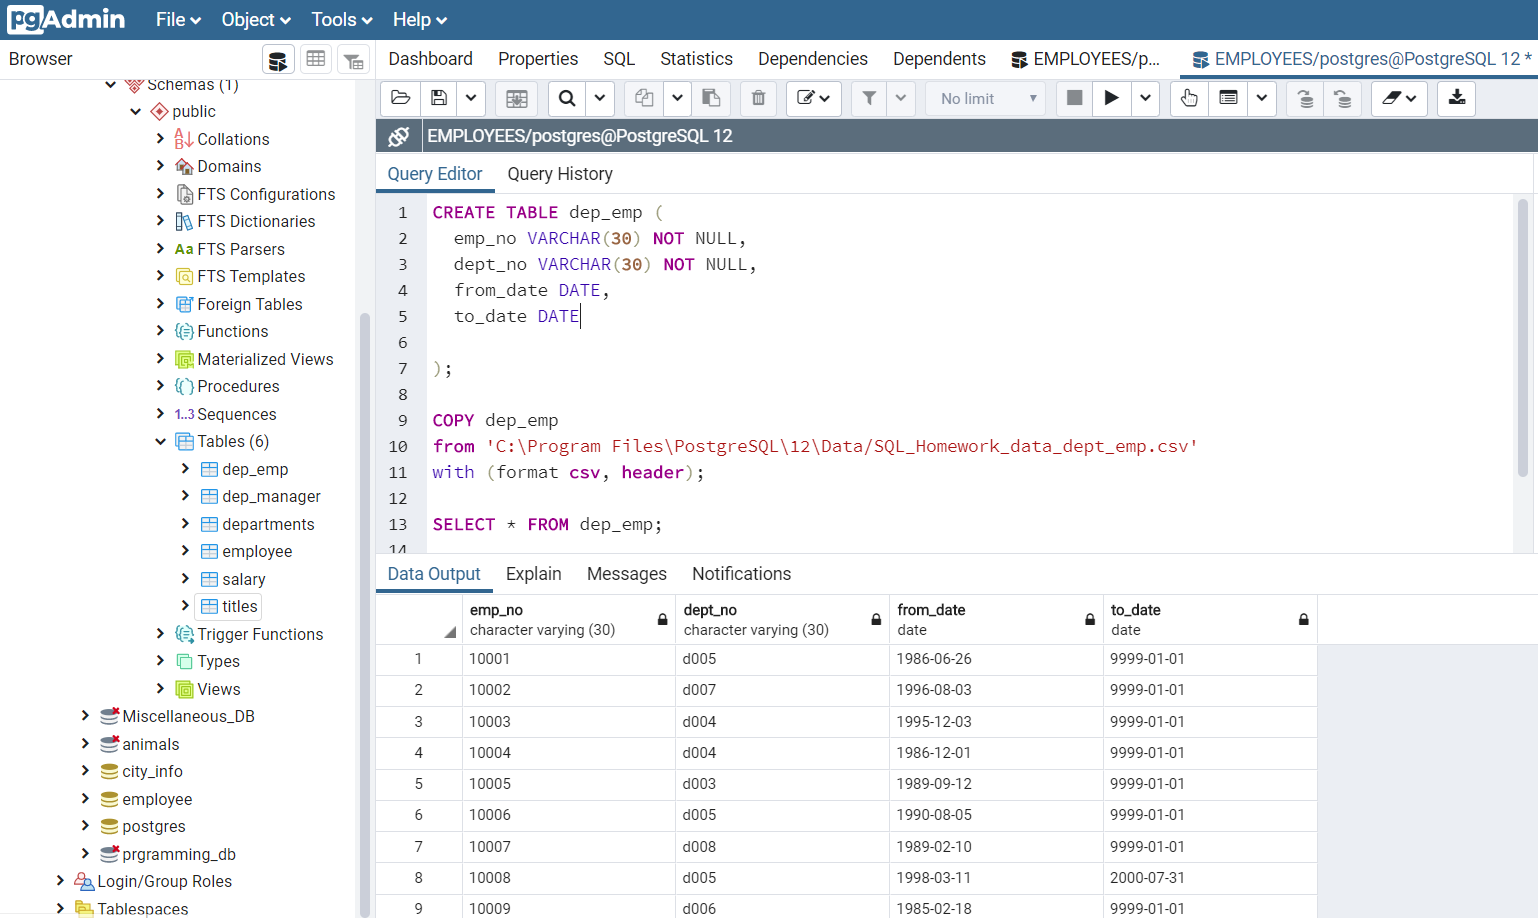 pgAdmin File Object Tools Help
Browser
Dashboard Properties SQL Statistics Dependencies Dependents EMPLOYEES/p... EMPLOYEES/postgres@PostgreSQL 12 *
No limit
EMPLOYEES/postgres@PostgreSQL 12
Query Editor Query History
Schemas (1)
public
Collations
Domains
FTS Configurations
FTS Dictionaries
Aa FTS Parsers
FTS Templates
Foreign Tables
Functions
Materialized Views
Procedures
1..3 Sequences
Tables (6)
dep_emp
dep_manager
departments
employee
salary
titles
Trigger Functions
Types
Views
Miscellaneous_DB
animals
city_info
employee
postgres
prgramming_db
Login/Group Roles
Tablespaces
1 CREATE TABLE dep_emp (
2 emp_no VARCHAR(30) NOT NULL,
3 dept_no VARCHAR(30) NOT NULL,
4 from_date DATE,
5 to_date DATE
6
7 );
8
9 COPY dep_emp
10 from 'C:\Program Files\PostgreSQL\12\Data/SQL_Homework_data_dept_emp.csv'
11 with (format csv, header);
12
13 SELECT * FROM dep_emp;
14
Data Output Explain Messages Notifications
emp_no dept_no from_date to_date
character varying (30) character varying (30) date date
1 10001 d005 1986-06-26 9999-01-01
2 10002 d007 1996-08-03 9999-01-01
3 10003 d004 1995-12-03 9999-01-01
4 10004 d004 1986-12-01 9999-01-01
5 10005 d003 1989-09-12 9999-01-01
6 10006 d005 1990-08-05 9999-01-01
7 10007 d008 1989-02-10 9999-01-01
8 10008 d005 1998-03-11 2000-07-31
9 10009 d006 1985-02-18 9999-01-01